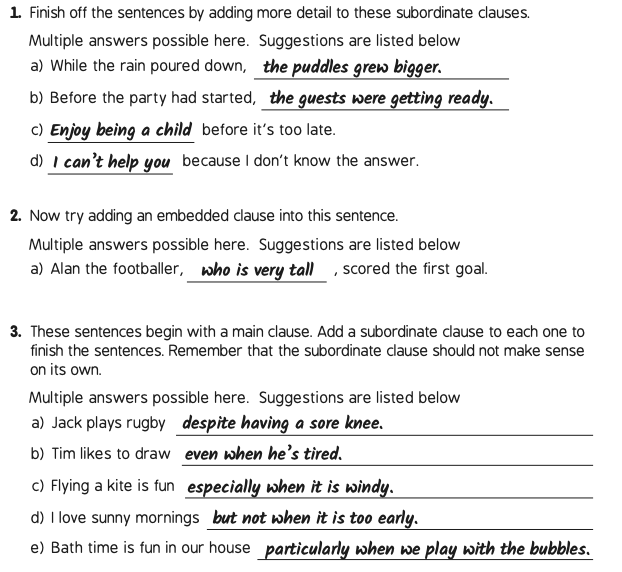 1. Finish off the sentences by adding more detail to these subordinate clauses.
Multiple answers possible here. Suggestions are listed below
a) While the rain poured down, the puddles grew bigger.
b) Before the party had started, the guests were getting ready.
c) Enjoy being a child before it's too late.
d) I can't help you because I don't know the answer.
2. Now try adding an embedded clause into this sentence.
Multiple answers possible here. Suggestions are listed below
a) Alan the footballer, who is very tall , scored the first goal.
3. These sentences begin with a main clause. Add a subordinate clause to each one to
finish the sentences. Remember that the subordinate clause should not make sense
on its own.
Multiple answers possible here. Suggestions are listed below
a) Jack plays rugby despite having a sore knee.
b) Tim likes to draw even when he's tired.
c) Flying a kite is fun especially when it is windy.
d) I love sunny mornings but not when it is too early.
e) Bath time is fun in our house particularly when we play with the bubbles.